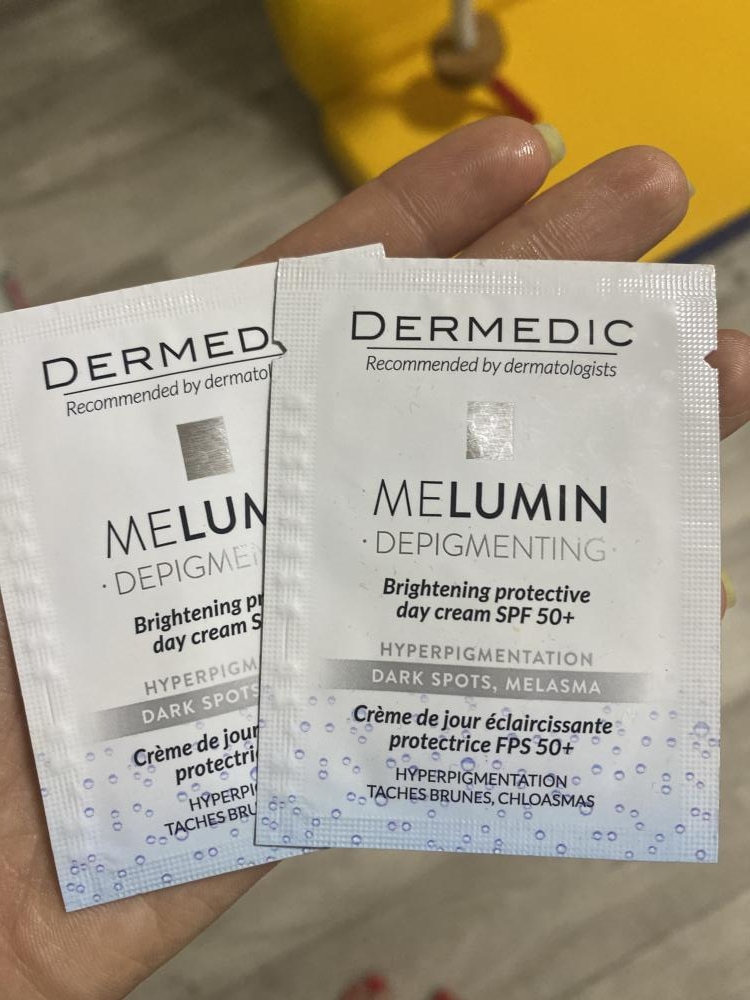 DERMED
Recommended by dermatol
MELUM
· DEPIGMEN
Brightening pr
day cream S
HYPERPIGM
DARK SPOTS
Crème de jour
protectri
HYPERPI
TACHES BRU
DERMEDIC
Recommended by dermatologists
MELUMIN
· DEPIGMENTING ·
Brightening protective
day cream SPF 50+
HYPERPIGMENTATION
DARK SPOTS, MELASMA
Crème de jour éclaircissante
protectrice FPS 50+
HYPERPIGMENTATION
TACHES BRUNES, CHLOASMAS